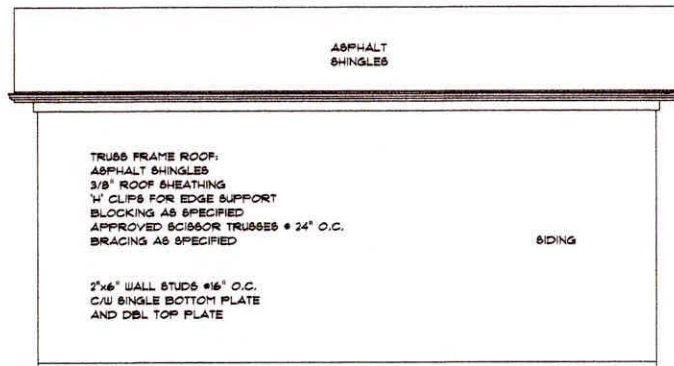 ASPHALT
SHINGLES
TRUSS FRAME ROOF:
ASPHALT SHINGLES
3/8" ROOF SHEATHING
'H' CLIPS FOR EDGE SUPPORT
BLOCKING AS SPECIFIED
APPROVED SCISSOR TRUSSES @ 24" O.C.
BRACING AS SPECIFIED
SIDING
2"x6" WALL STUDS @16" O.C.
C/W SINGLE BOTTOM PLATE
AND DBL TOP PLATE